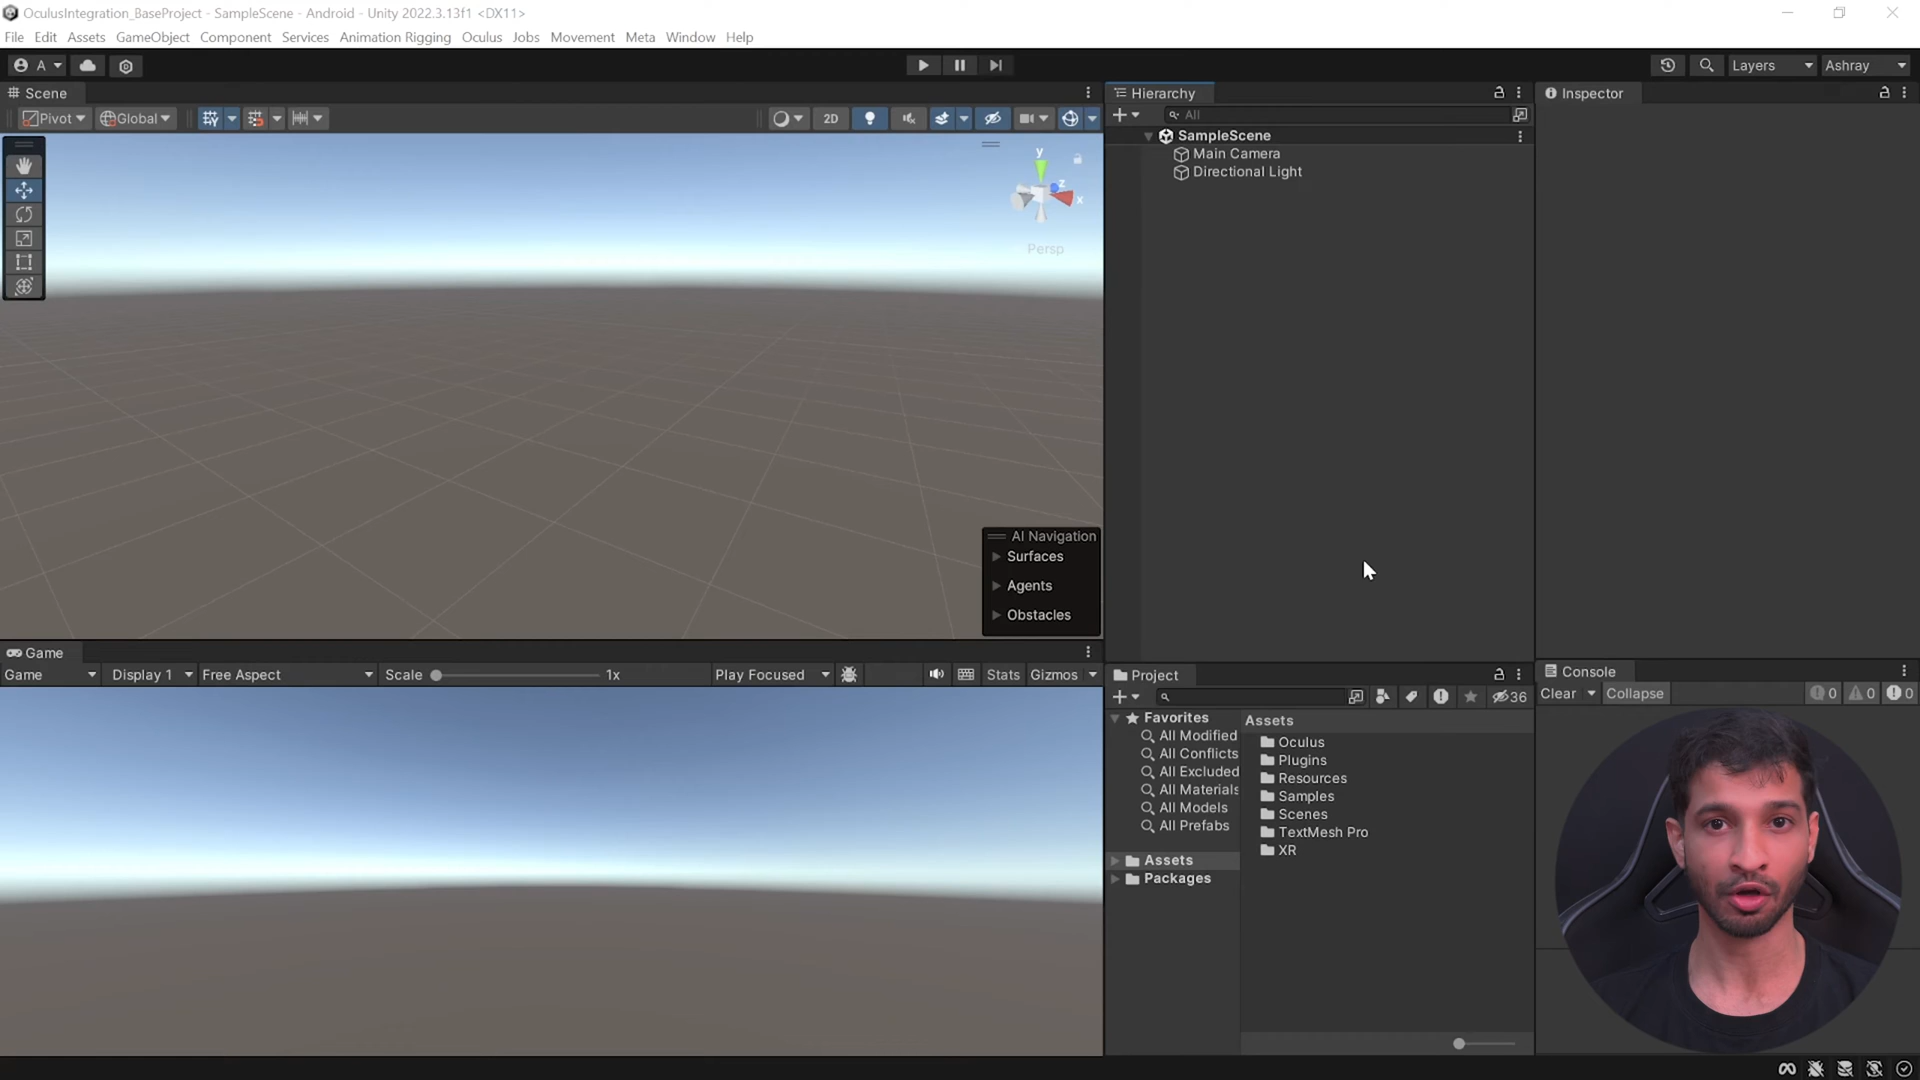 OculusIntegration_BaseProject - SampleScene - Android - Unity 2022.3.13f1 <DX11>
File Edit Assets GameObject Component Services Animation Rigging Oculus Jobs Movement Meta Window Help
A
Layers
Ashray
Scene
Pivot
Global
2D
y
z
x
Persp
AI Navigation
Surfaces
Agents
Obstacles
Hierarchy
All
SampleScene
Main Camera
Directional Light
Inspector
Game
Game
Display 1
Free Aspect
Scale
1x
Play Focused
Stats
Gizmos
Project
36
Favorites
All Modified
All Conflicts
All Excluded
All Materials
All Models
All Prefabs
Assets
Packages
Assets
Oculus
Plugins
Resources
Samples
Scenes
TextMesh Pro
XR
Console
Clear
Collapse
0
0
0